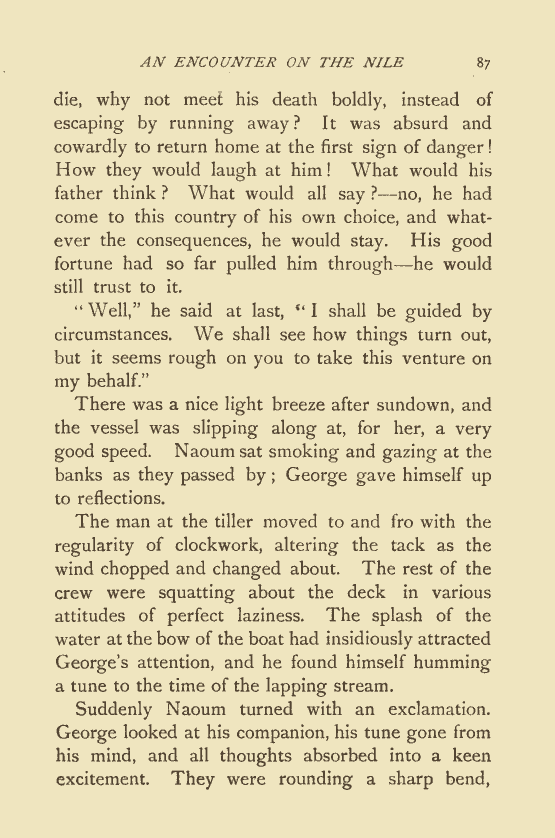 AN ENCOUNTER ON THE NILE 87
die, why not meet his death boldly, instead of
escaping by running away? It was absurd and
cowardly to return home at the first sign of danger!
How they would laugh at him! What would his
father think? What would all say?—no, he had
come to this country of his own choice, and what-
ever the consequences, he would stay. His good
fortune had so far pulled him through—he would
still trust to it.
“Well,” he said at last, “I shall be guided by
circumstances. We shall see how things turn out,
but it seems rough on you to take this venture on
my behalf.”
There was a nice light breeze after sundown, and
the vessel was slipping along at, for her, a very
good speed. Naoum sat smoking and gazing at the
banks as they passed by; George gave himself up
to reflections.
The man at the tiller moved to and fro with the
regularity of clockwork, altering the tack as the
wind chopped and changed about. The rest of the
crew were squatting about the deck in various
attitudes of perfect laziness. The splash of the
water at the bow of the boat had insidiously attracted
George’s attention, and he found himself humming
a tune to the time of the lapping stream.
Suddenly Naoum turned with an exclamation.
George looked at his companion, his tune gone from
his mind, and all thoughts absorbed into a keen
excitement. They were rounding a sharp bend,